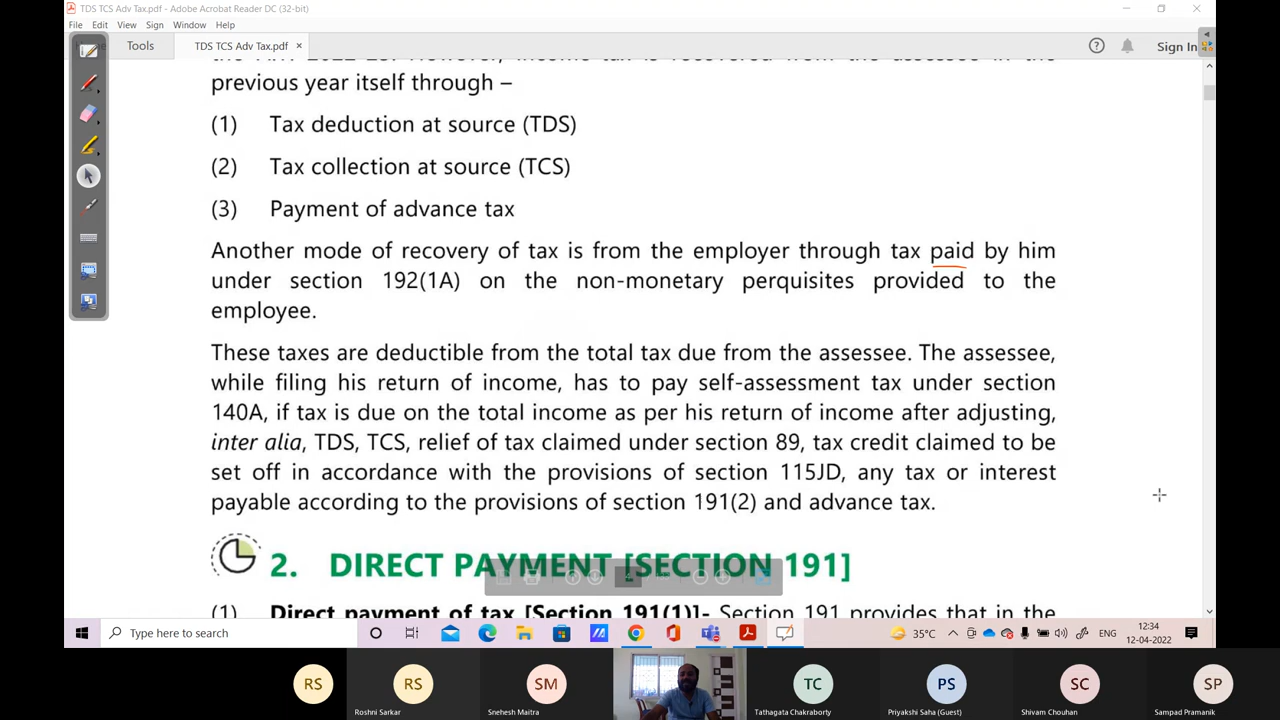 TDS TCS Adv Tax.pdf - Adobe Acrobat Reader DC (32-bit)
File Edit View Sign Window Help
Tools TDS TCS Adv Tax.pdf × Sign In
previous year itself through –
(1) Tax deduction at source (TDS)
(2) Tax collection at source (TCS)
(3) Payment of advance tax
Another mode of recovery of tax is from the employer through tax paid by him
under section 192(1A) on the non-monetary perquisites provided to the
employee.
These taxes are deductible from the total tax due from the assessee. The assessee,
while filing his return of income, has to pay self-assessment tax under section
140A, if tax is due on the total income as per his return of income after adjusting,
inter alia, TDS, TCS, relief of tax claimed under section 89, tax credit claimed to be
set off in accordance with the provisions of section 115JD, any tax or interest
payable according to the provisions of section 191(2) and advance tax.
2. DIRECT PAYMENT [SECTION 191]
(1) Direct payment of tax [Section 191(1)]- Section 191 provides that in the
Type here to search 35°C ENG 12:34
12-04-2022
RS RS SM TC PS SC SP
Roshni Sarkar Snehesh Maitra Tathagata Chakraborty Priyakshi Saha (Guest) Shivam Chouhan Sampad Pramanik